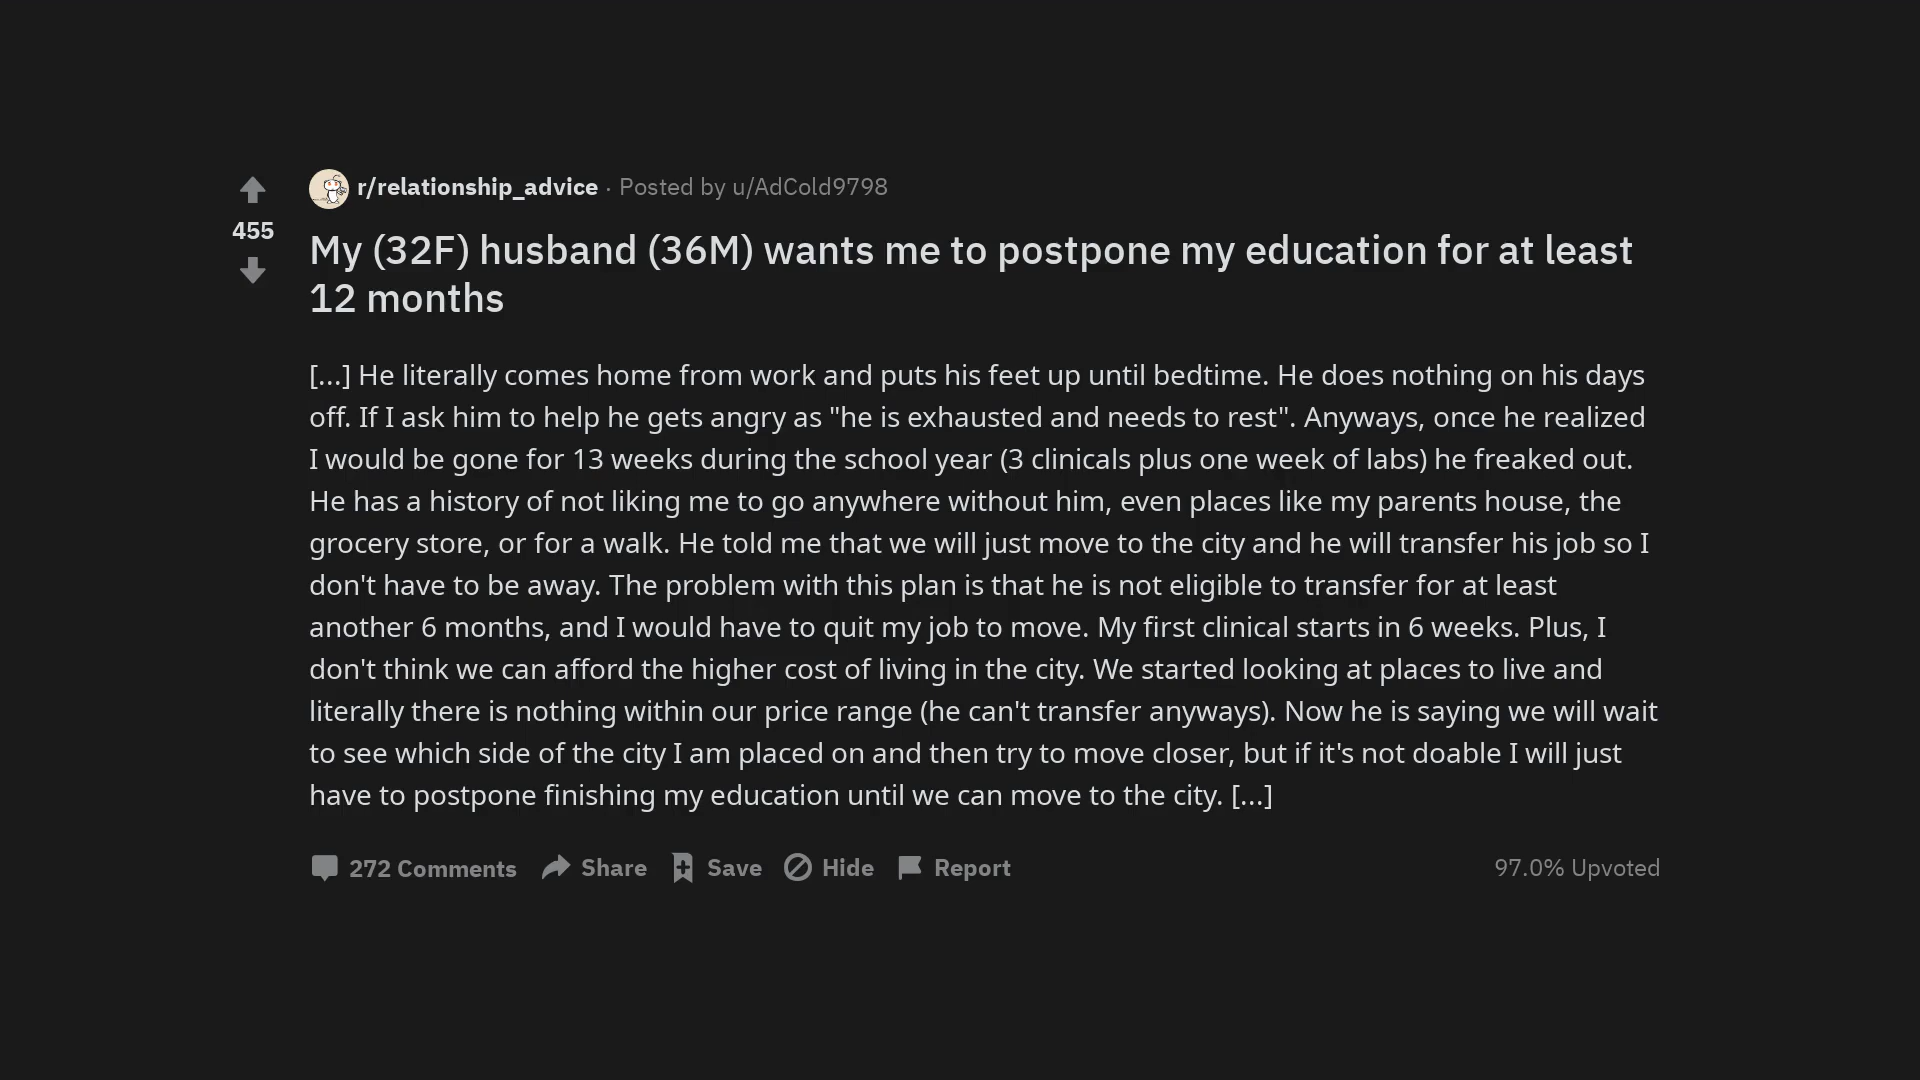 r/relationship_advice · Posted by u/AdCold9798
455
My (32F) husband (36M) wants me to postpone my education for at least
12 months
[...] He literally comes home from work and puts his feet up until bedtime. He does nothing on his days
off. If I ask him to help he gets angry as "he is exhausted and needs to rest". Anyways, once he realized
I would be gone for 13 weeks during the school year (3 clinicals plus one week of labs) he freaked out.
He has a history of not liking me to go anywhere without him, even places like my parents house, the
grocery store, or for a walk. He told me that we will just move to the city and he will transfer his job so I
don't have to be away. The problem with this plan is that he is not eligible to transfer for at least
another 6 months, and I would have to quit my job to move. My first clinical starts in 6 weeks. Plus, I
don't think we can afford the higher cost of living in the city. We started looking at places to live and
literally there is nothing within our price range (he can't transfer anyways). Now he is saying we will wait
to see which side of the city I am placed on and then try to move closer, but if it's not doable I will just
have to postpone finishing my education until we can move to the city. [...]
272 Comments Share Save Hide Report 97.0% Upvoted